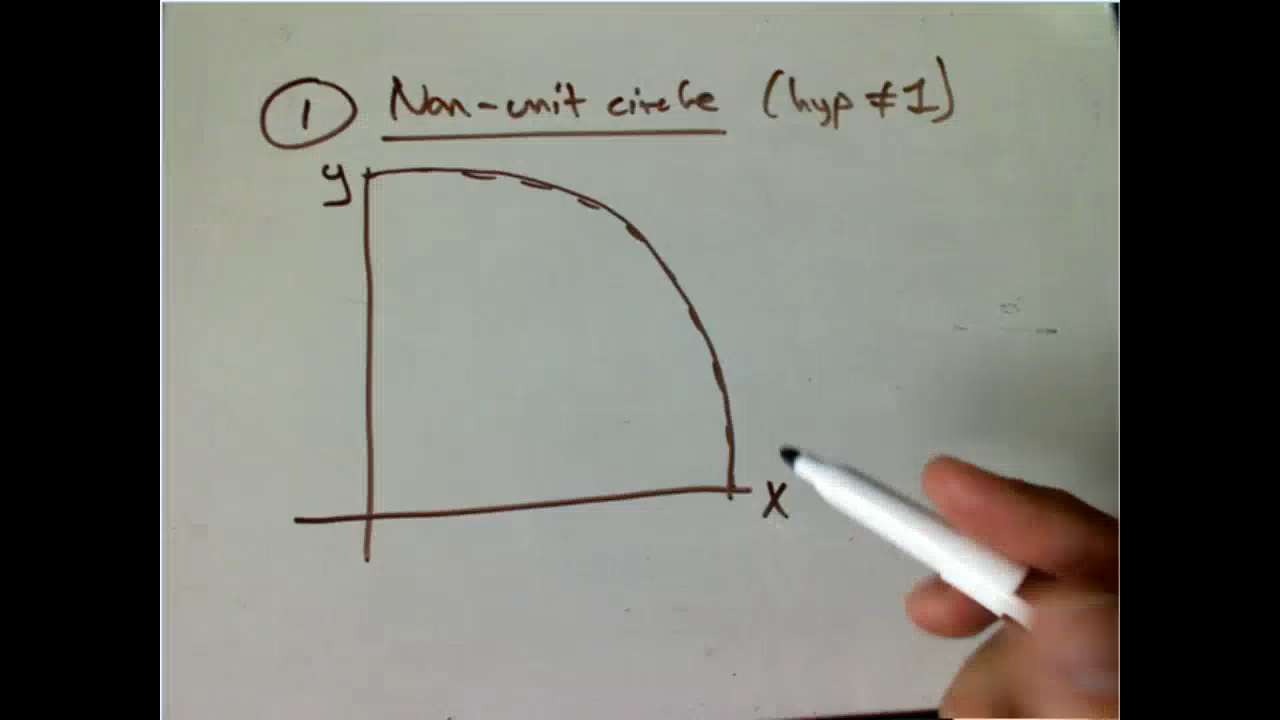 ① Non-unit circle (hyp ≠ 1)
y
X